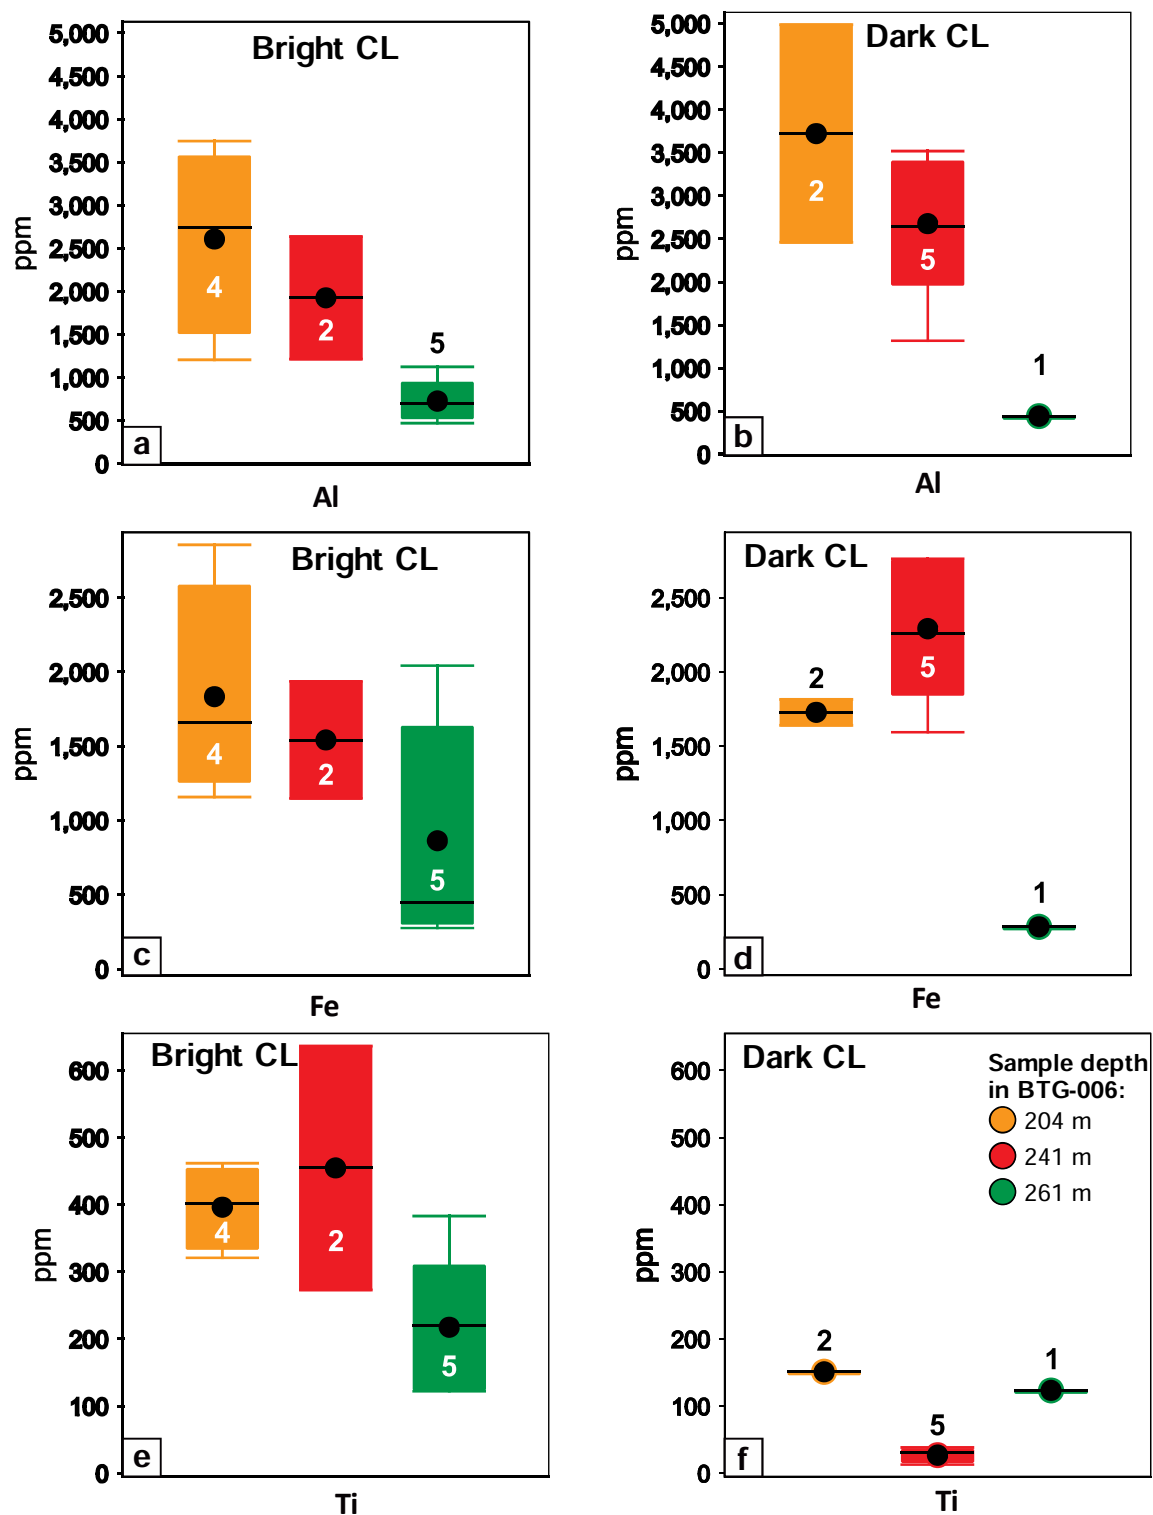 Bright CL
5,000
4,500
4,000
3,500
3,000
2,500
2,000
1,500
1,000
500
0
ppm
4
2
5
a
Al
Dark CL
5,000
4,500
4,000
3,500
3,000
2,500
2,000
1,500
1,000
500
0
ppm
2
5
1
b
Al
Bright CL
2,500
2,000
1,500
1,000
500
0
ppm
4
2
5
c
Fe
Dark CL
2,500
2,000
1,500
1,000
500
0
ppm
2
5
1
d
Fe
Bright CL
600
500
400
300
200
100
0
ppm
4
2
5
e
Ti
Dark CL
Sample depth
in BTG-006:
204 m
241 m
261 m
600
500
400
300
200
100
0
ppm
2
5
1
f
Ti